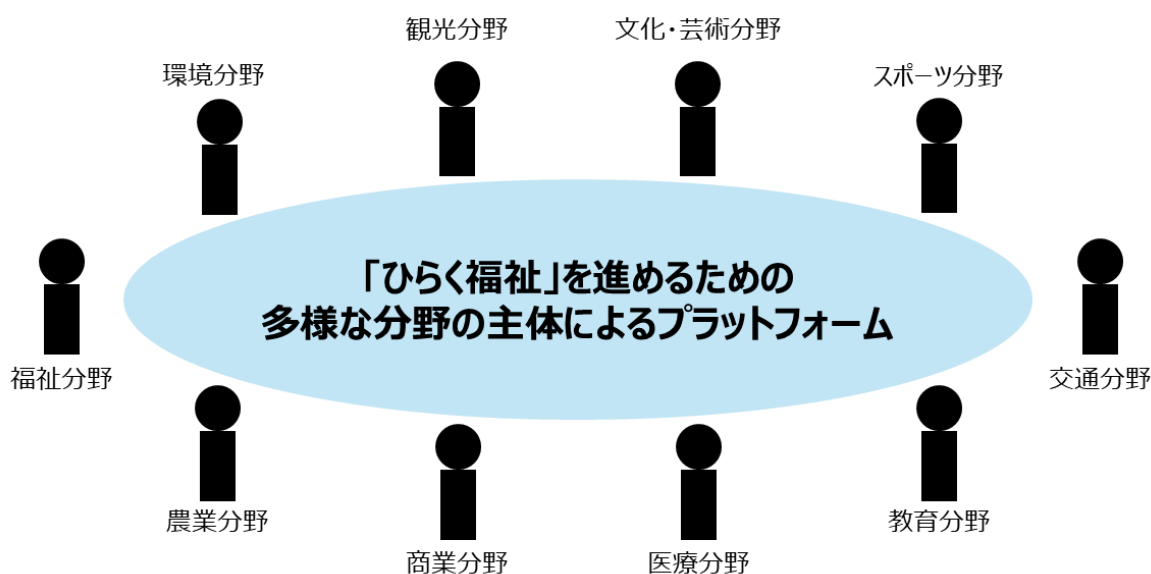 観光分野
文化・芸術分野
環境分野
スポーツ分野
「ひらく福祉」を進めるための
多様な分野の主体によるプラットフォーム
福祉分野
交通分野
農業分野
教育分野
商業分野
医療分野